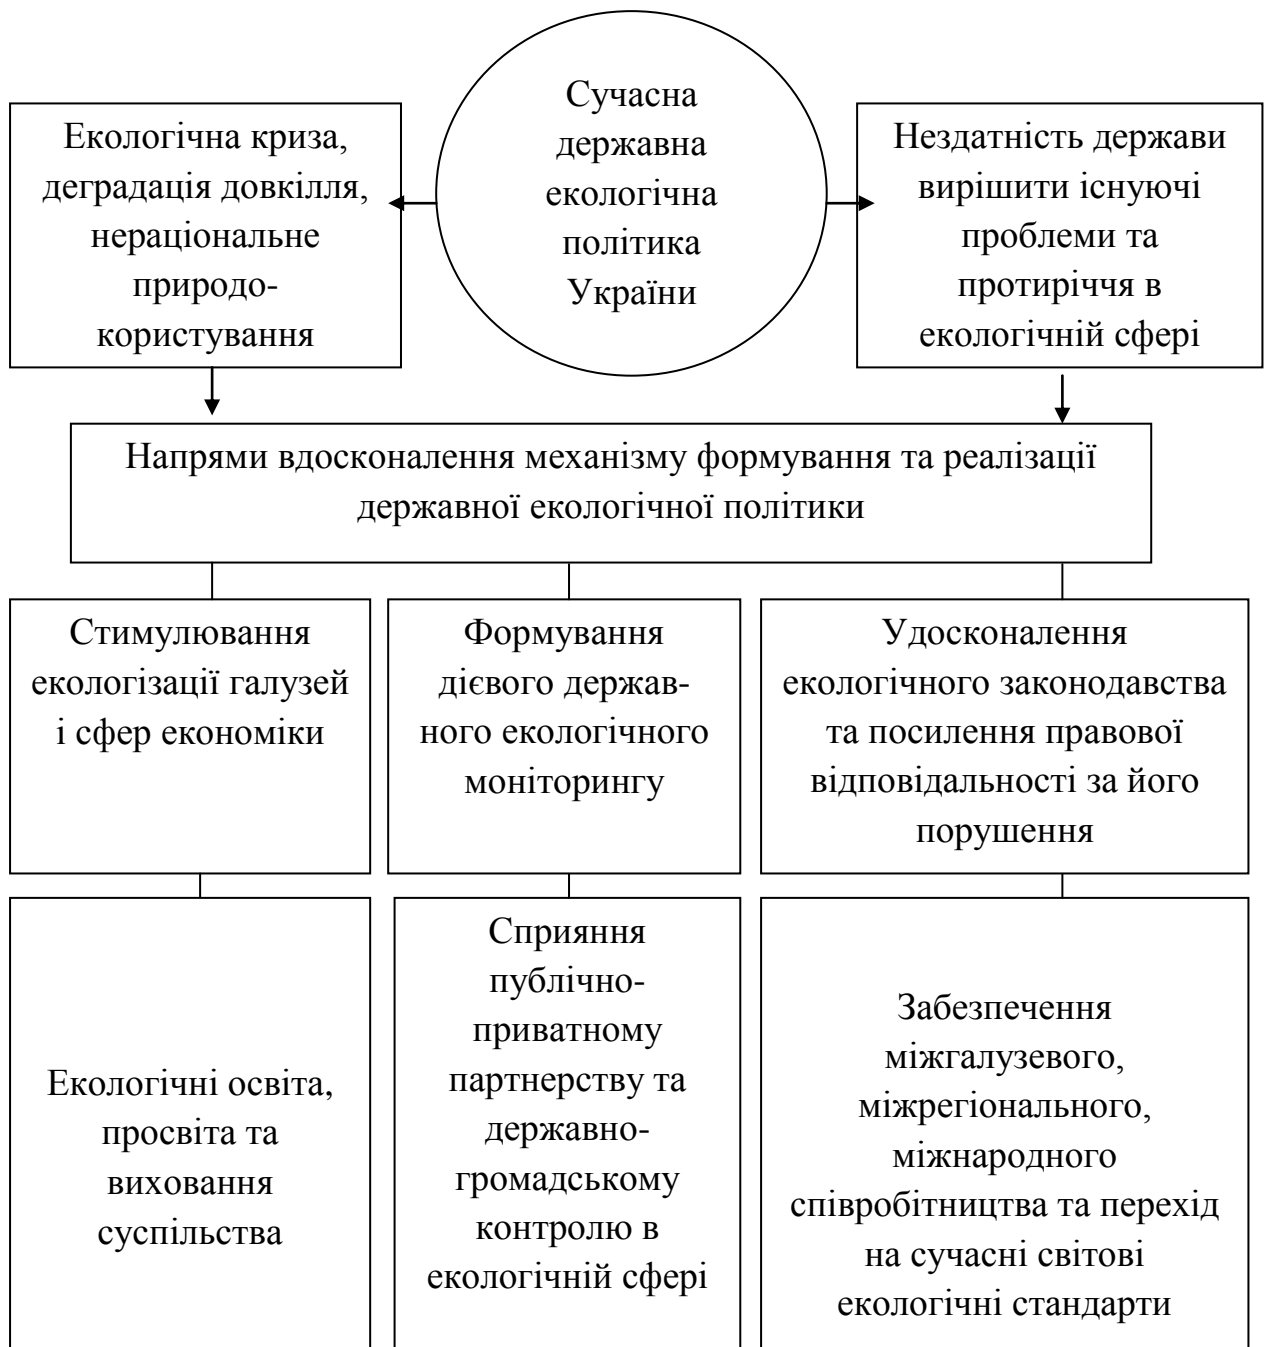 Сучасна
державна
екологічна
політика
України
Екологічна криза,
деградація довкілля,
нераціональне
природо-
користування
Нездатність держави
вирішити існуючі
проблеми та
протиріччя в
екологічній сфері
Напрями вдосконалення механізму формування та реалізації
державної екологічної політики
Стимулювання
екологізації галузей
і сфер економіки
Формування
дієвого держав-
ного екологічного
моніторингу
Удосконалення
екологічного законодавства
та посилення правової
відповідальності за його
порушення
Екологічні освіта,
просвіта та
виховання
суспільства
Сприяння
публічно-
приватному
партнерству та
державно-
громадському
контролю в
екологічній сфері
Забезпечення
міжгалузевого,
міжрегіонального,
міжнародного
співробітництва та перехід
на сучасні світові
екологічні стандарти